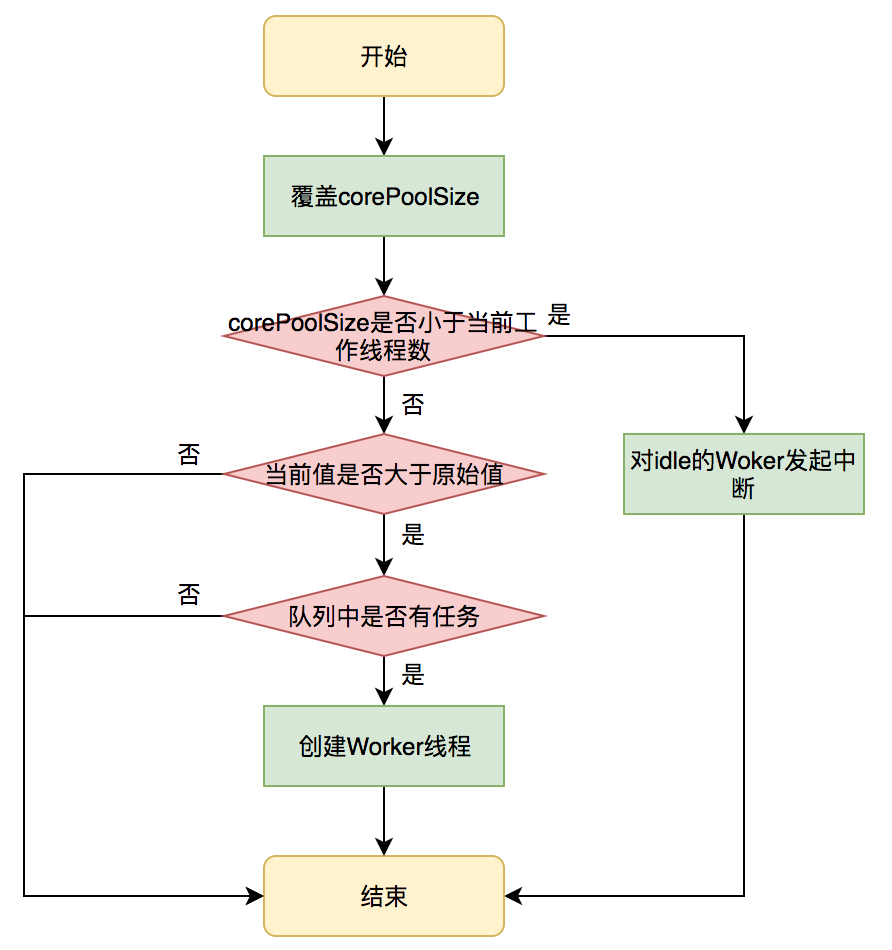 开始
覆盖corePoolSize
corePoolSize是否小于当前工
作线程数
是
否
对idle的Woker发起中
断
否
当前值是否大于原始值
是
否
队列中是否有任务
是
创建Worker线程
结束